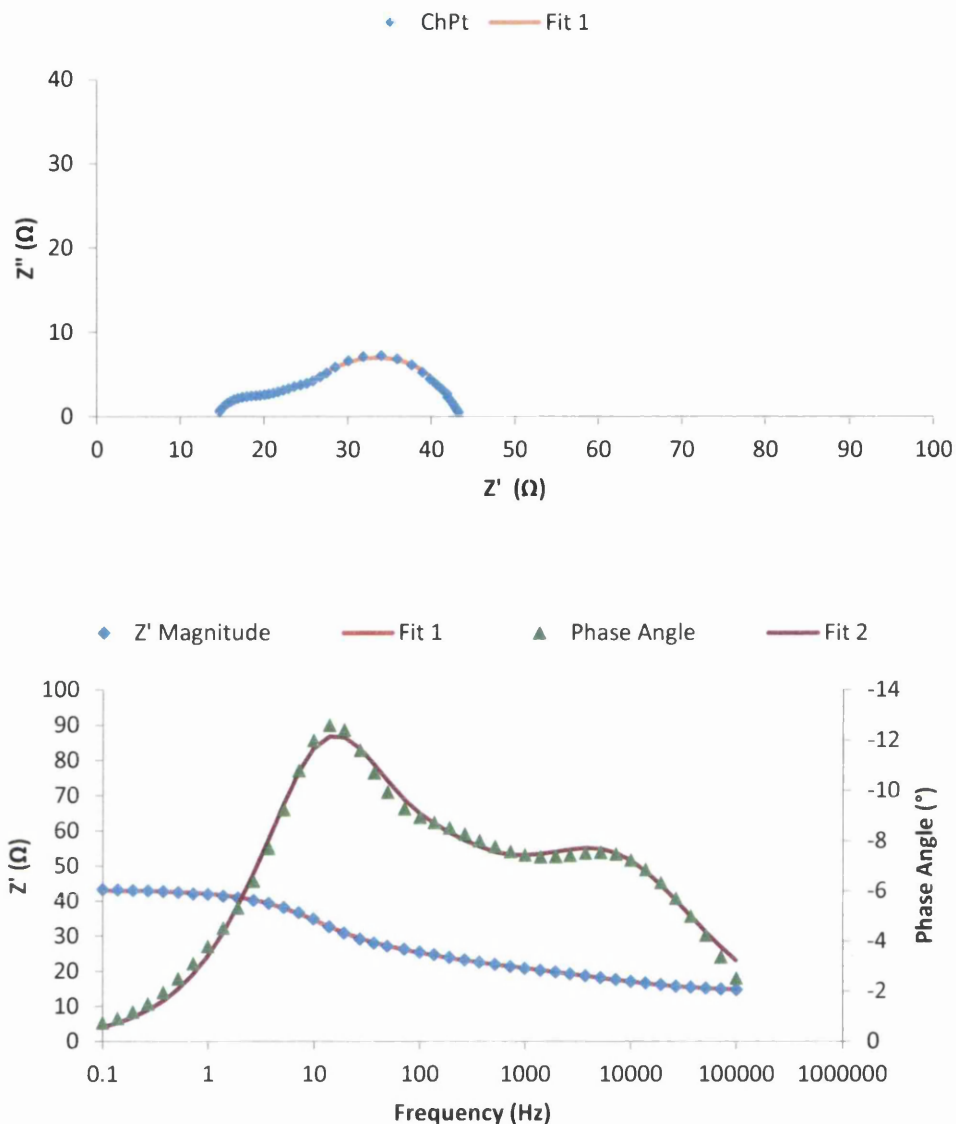 ChPt Fit 1
40
30
20
10
0
Z" (Ω)
0 10 20 30 40 50 60 70 80 90 100
Z' (Ω)
Z' Magnitude Fit 1 Phase Angle Fit 2
100
90
80
70
60
50
40
30
20
10
0
Z' (Ω)
-14
-12
-10
-8
-6
-4
-2
0
Phase Angle (°)
0.1 1 10 100 1000 10000 100000 1000000
Frequency (Hz)